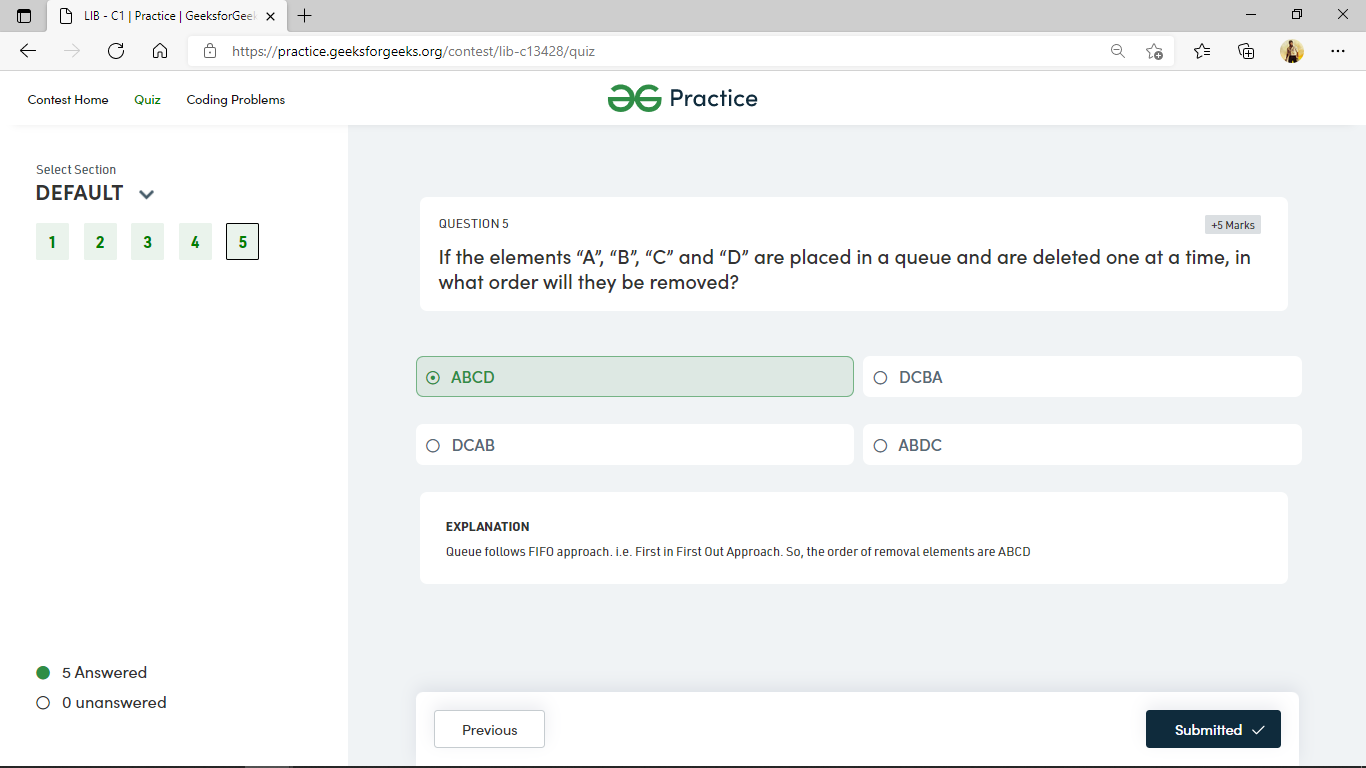 LIB - C1 | Practice | GeeksforGeek
https://practice.geeksforgeeks.org/contest/lib-c13428/quiz
Contest Home Quiz Coding Problems
Practice
Select Section
DEFAULT
1 2 3 4 5
QUESTION 5
+5 Marks
If the elements “A”, “B”, “C” and “D” are placed in a queue and are deleted one at a time, in
what order will they be removed?
ABCD
DCBA
DCAB
ABDC
EXPLANATION
Queue follows FIFO approach. i.e. First in First Out Approach. So, the order of removal elements are ABCD
5 Answered
0 unanswered
Previous
Submitted